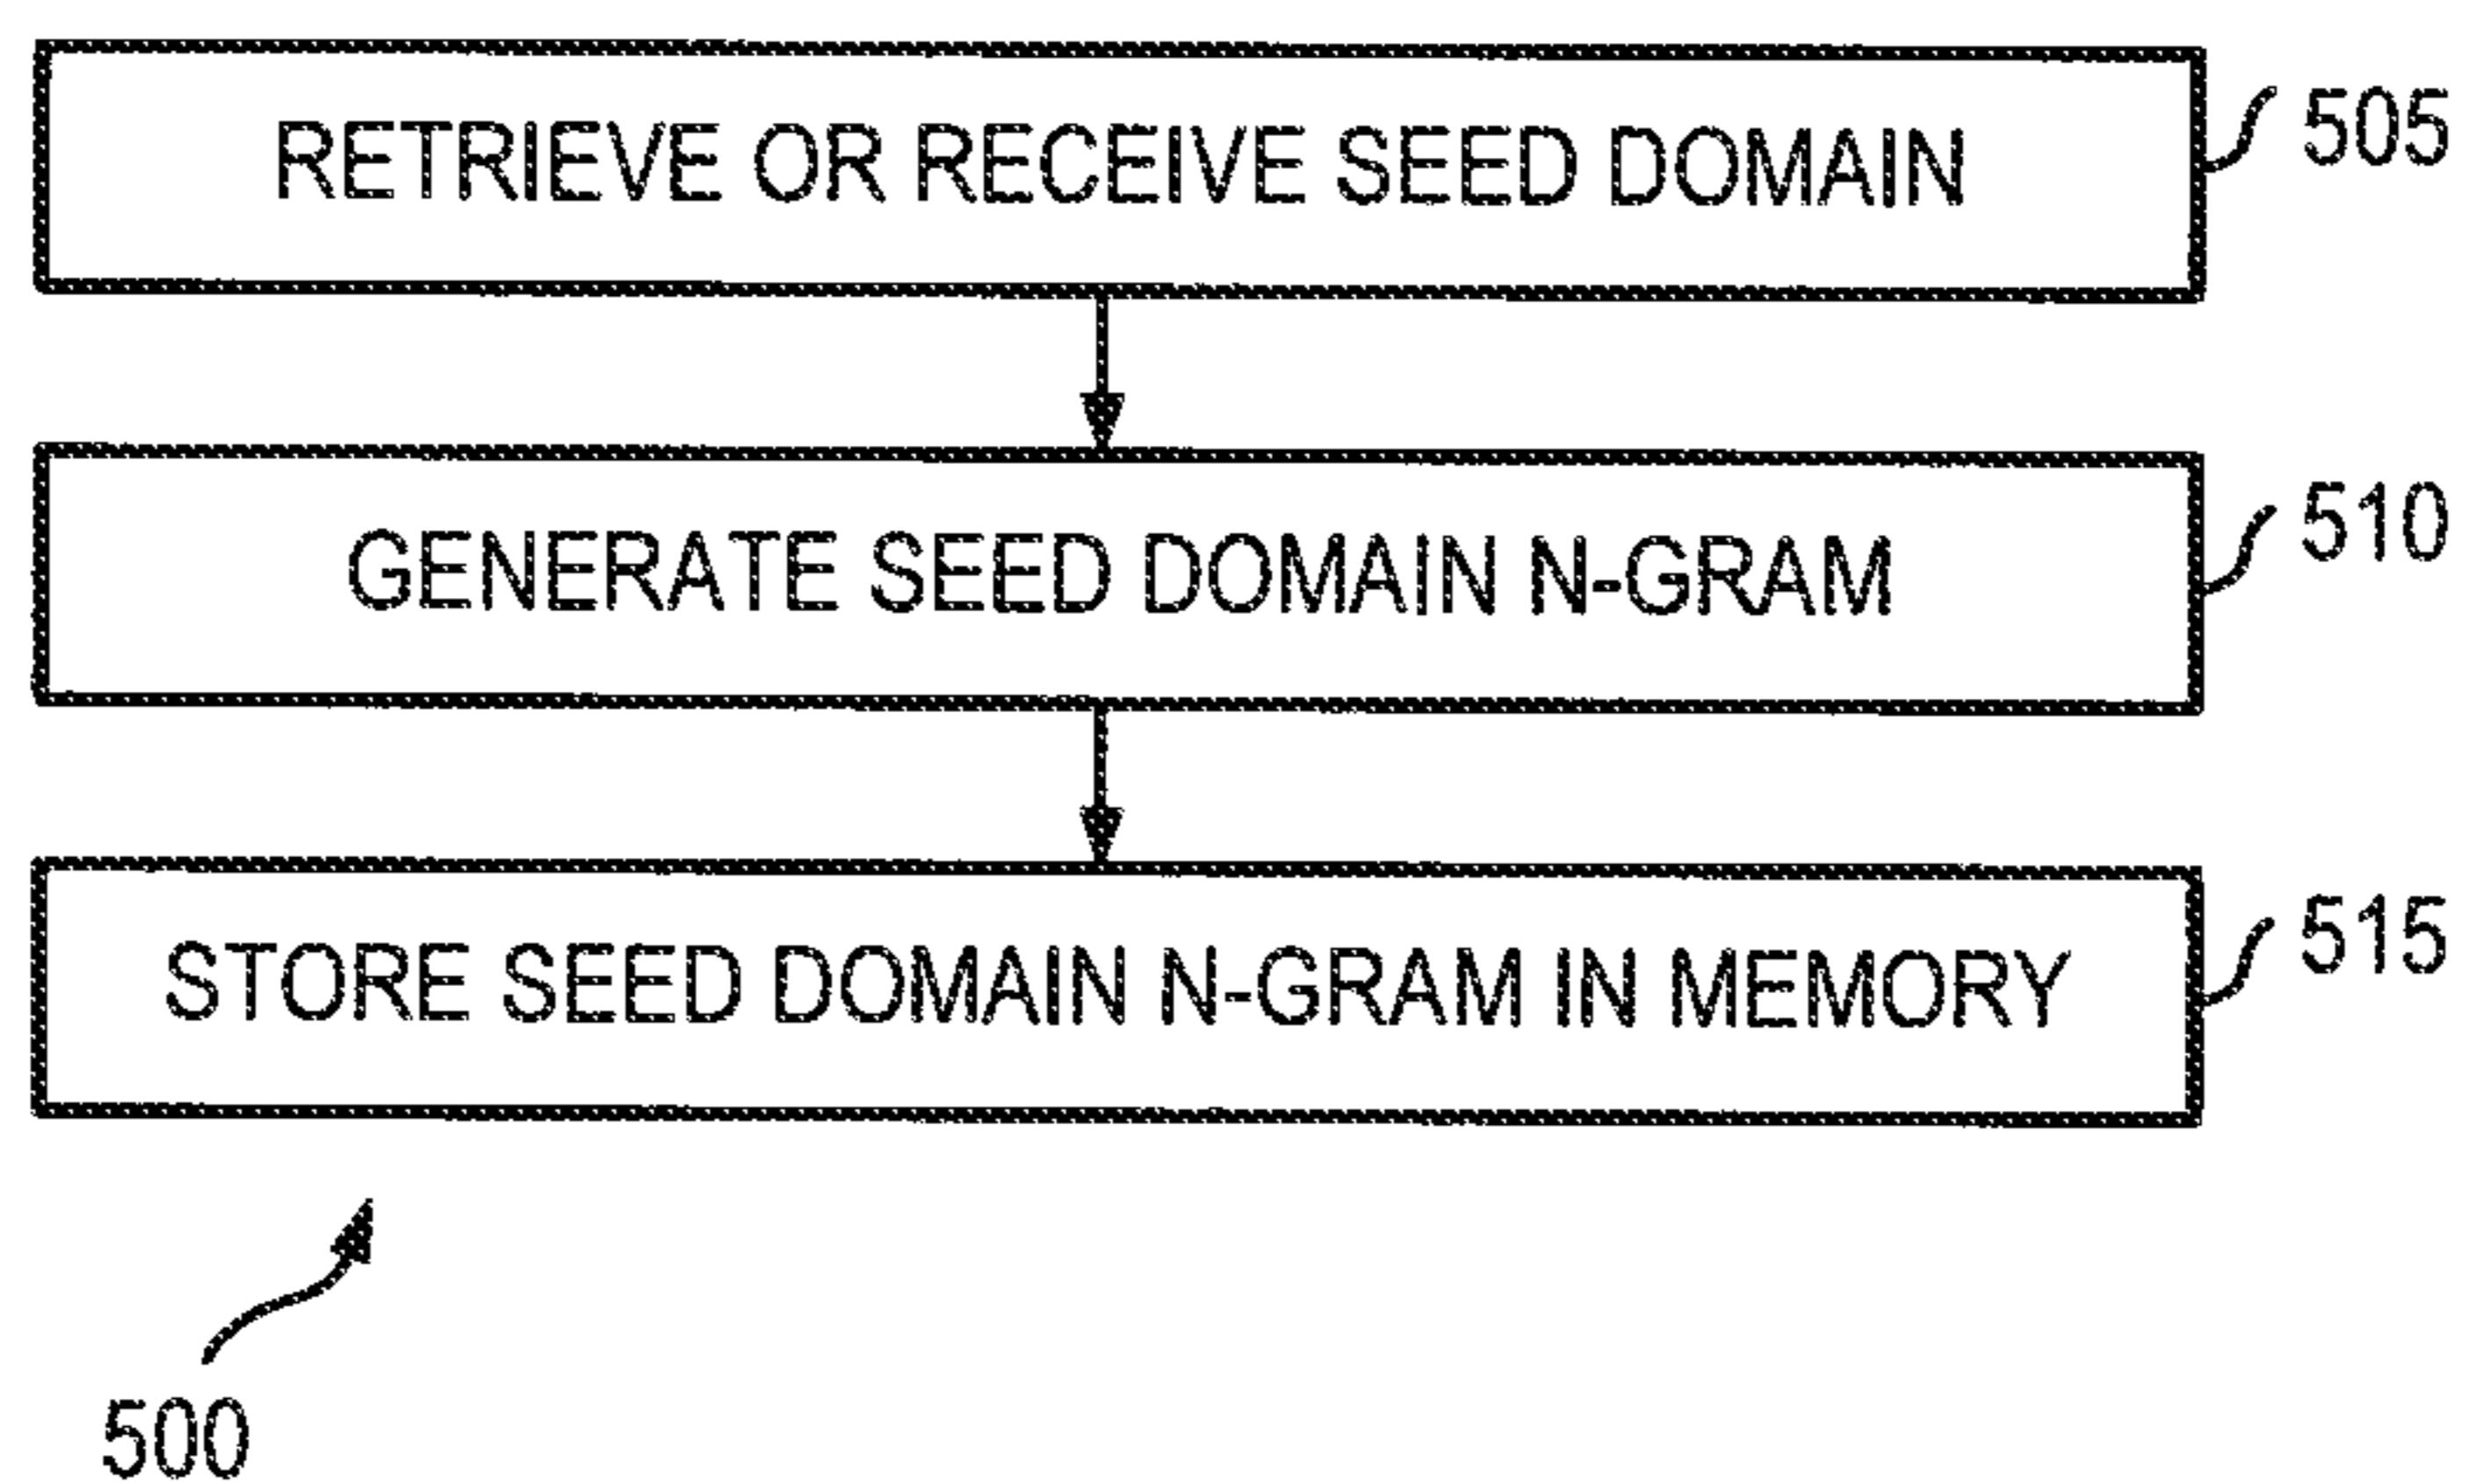 RETRIEVE OR RECEIVE SEED DOMAIN
505
GENERATE SEED DOMAIN N-GRAM
510
STORE SEED DOMAIN N-GRAM IN MEMORY
515
500